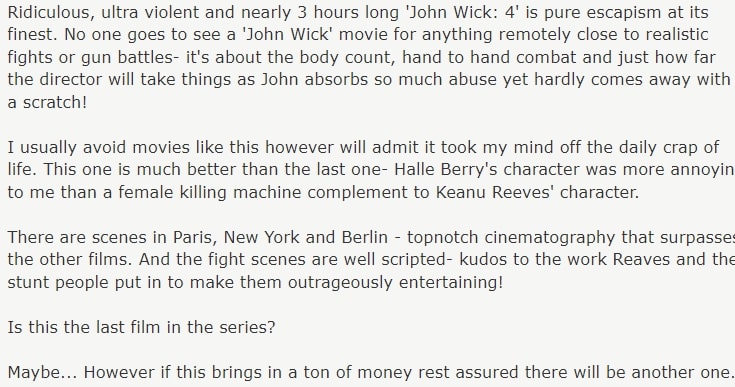 Ridiculous, ultra violent and nearly 3 hours long 'John Wick: 4' is pure escapism at its
finest. No one goes to see a 'John Wick' movie for anything remotely close to realistic
fights or gun battles- it's about the body count, hand to hand combat and just how far
the director will take things as John absorbs so much abuse yet hardly comes away with
a scratch!
I usually avoid movies like this however will admit it took my mind off the daily crap of
life. This one is much better than the last one- Halle Berry's character was more annoyin
to me than a female killing machine complement to Keanu Reeves' character.
There are scenes in Paris, New York and Berlin - topnotch cinematography that surpasses
the other films. And the fight scenes are well scripted- kudos to the work Reaves and the
stunt people put in to make them outrageously entertaining!
Is this the last film in the series?
Maybe... However if this brings in a ton of money rest assured there will be another one.